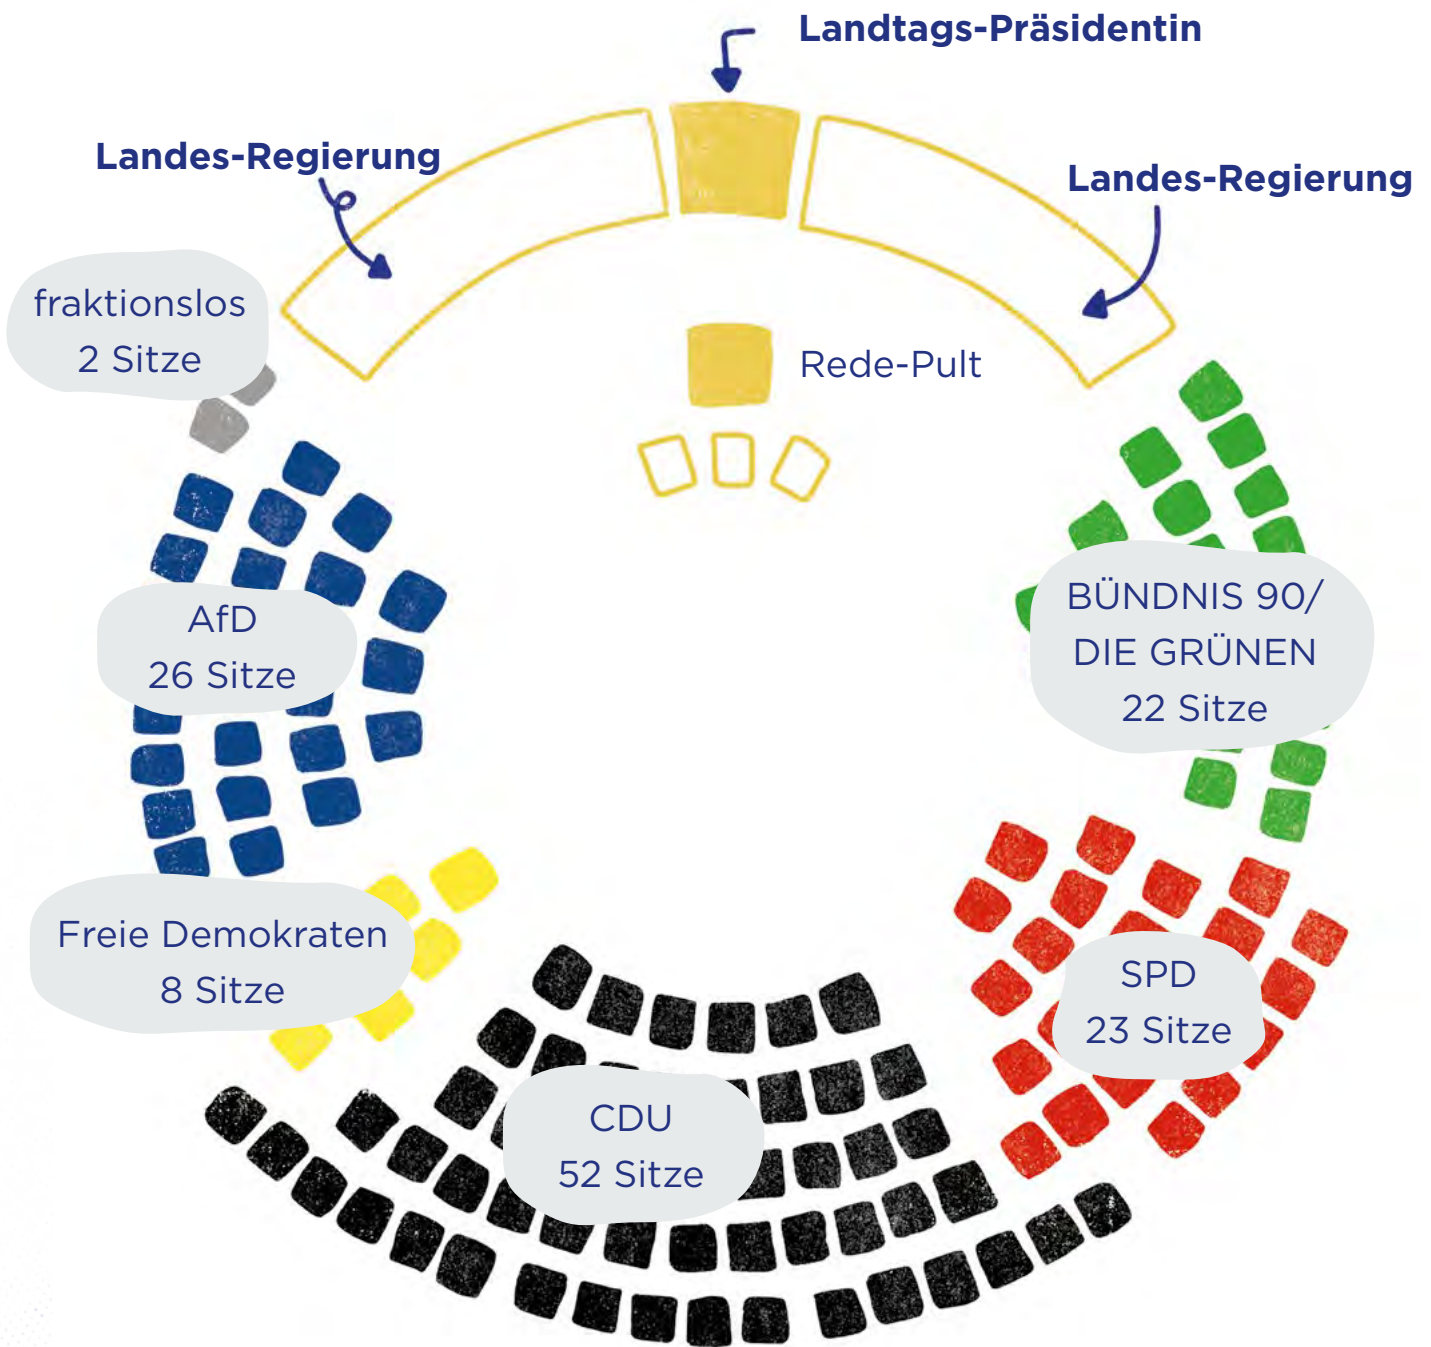 Landtags-Präsidentin
Landes-Regierung
Landes-Regierung
fraktionslos
2 Sitze
Rede-Pult
AfD
26 Sitze
BÜNDNIS 90/
DIE GRÜNEN
22 Sitze
Freie Demokraten
8 Sitze
SPD
23 Sitze
CDU
52 Sitze